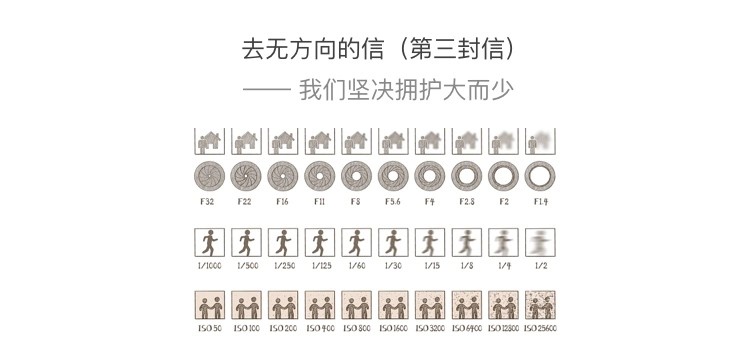 去无方向的信（第三封信）
—— 我们坚决拥护大而少
F32 F22 F16 F11 F8 F5.6 F4 F2.8 F2 F1.4
1/1000 1/500 1/250 1/125 1/60 1/30 1/15 1/8 1/4 1/2
ISO 50 ISO 100 ISO 200 ISO 400 ISO 800 ISO 1600 ISO 3200 ISO 6400 ISO 12800 ISO 25600